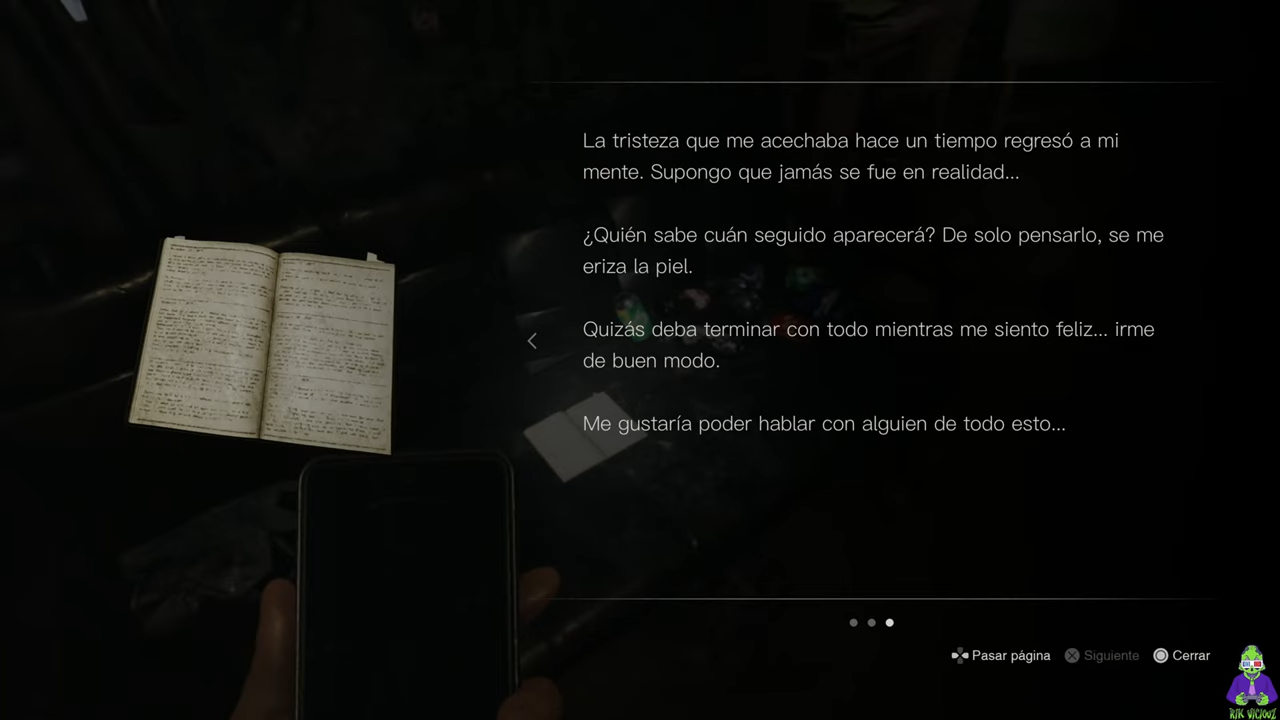 La tristeza que me acechaba hace un tiempo regresó a mi
mente. Supongo que jamás se fue en realidad...
¿Quién sabe cuán seguido aparecerá? De solo pensarlo, se me
eriza la piel.
Quizás deba terminar con todo mientras me siento feliz... irme
de buen modo.
Me gustaría poder hablar con alguien de todo esto...
Pasar página Siguiente Cerrar
RIK VICIOUZ